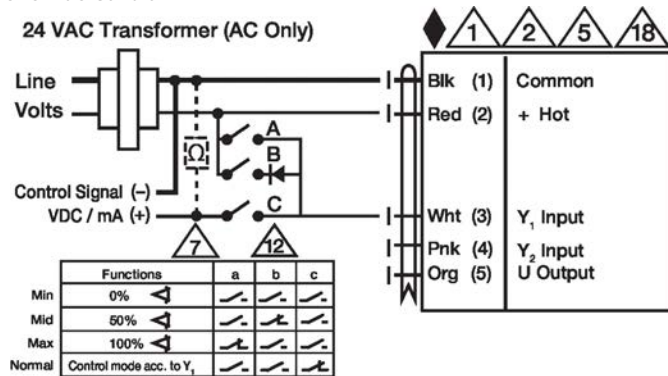 24 VAC Transformer (AC Only)
1 2 5 18
Line
Volts
Blk (1) Common
Red (2) + Hot
A
B
C
Ω
Control Signal (–)
VDC / mA (+)
Wht (3) Y1 Input
Pnk (4) Y2 Input
Org (5) U Output
7 12
Functions a b c
Min 0%
Mid 50%
Max 100%
Normal Control mode acc. to Y1